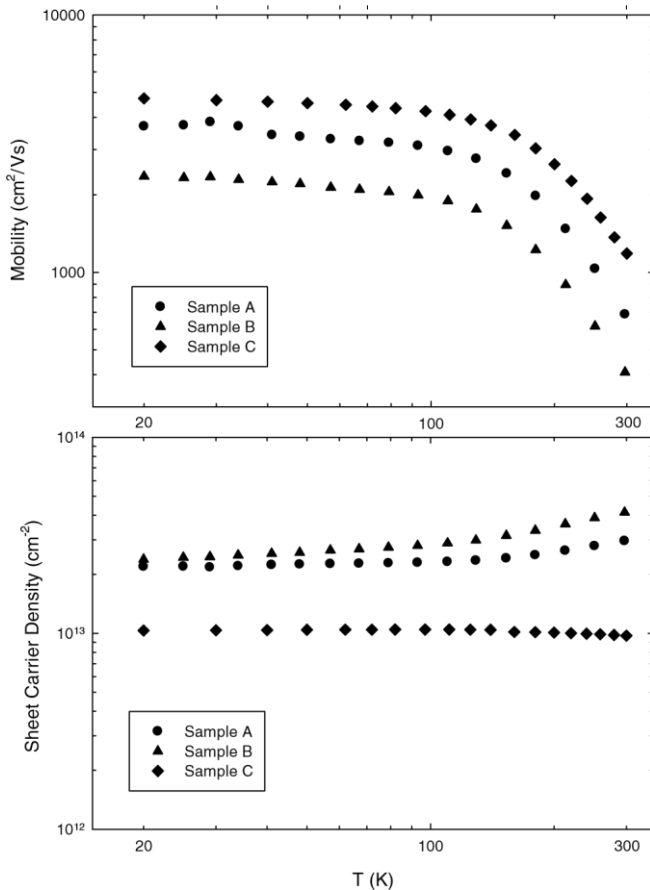 10000
Mobility (cm²/Vs)
1000
Sample A
Sample B
Sample C
20
100
300
10¹⁴
Sheet Carrier Density (cm⁻²)
10¹³
Sample A
Sample B
Sample C
10¹²
20
100
300
T (K)